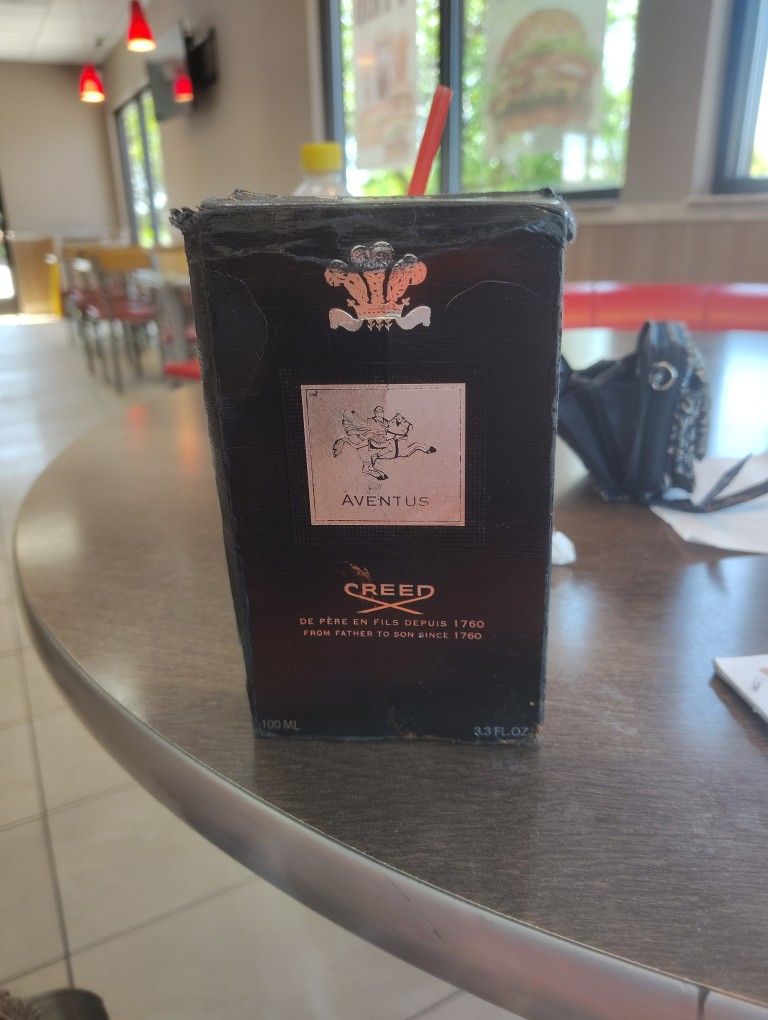 AVENTUS
CREED
DE PÈRE EN FILS DEPUIS 1760
FROM FATHER TO SON SINCE 1760
100 ML
3.3 FL.OZ